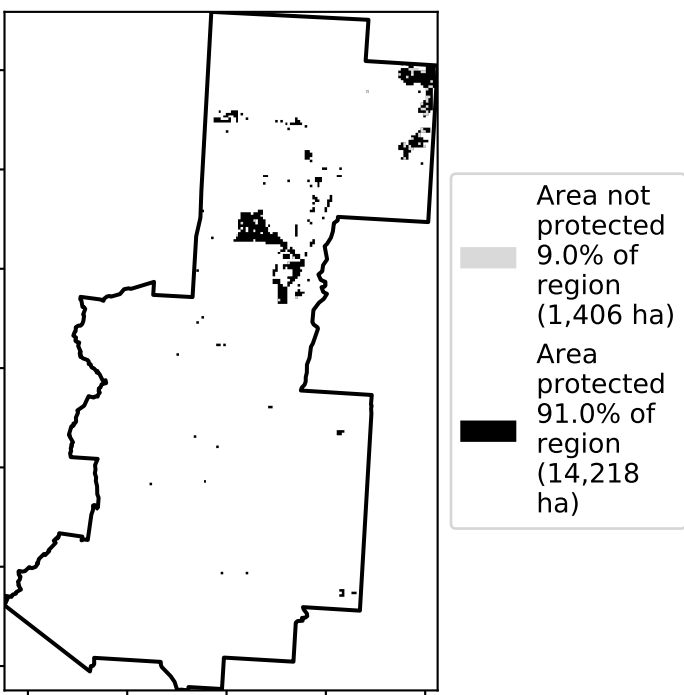 Area not
protected
9.0% of
region
(1,406 ha)
Area
protected
91.0% of
region
(14,218
ha)